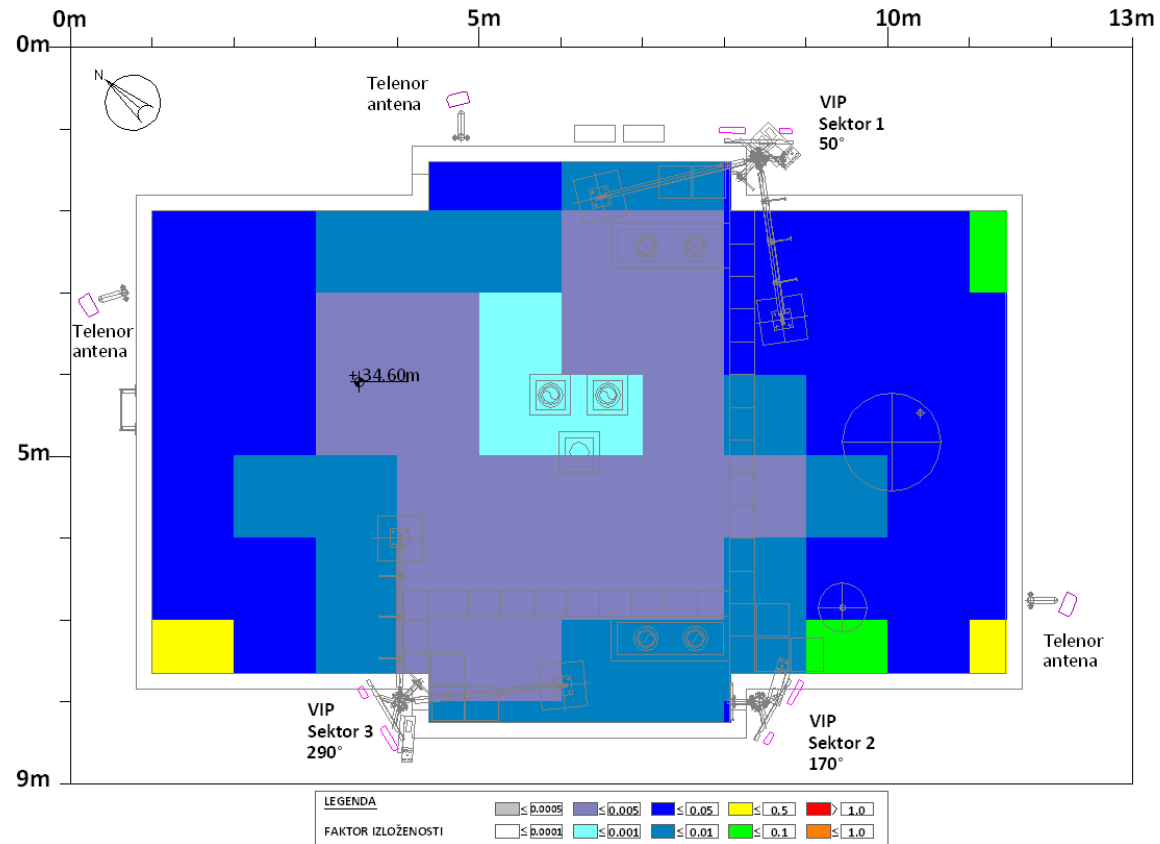 0m
5m
10m
13m
0m
N
Telenor
antena
VIP
Sektor 1
50°
Telenor
antena
+34.60m
5m
Telenor
antena
VIP
Sektor 3
290°
VIP
Sektor 2
170°
9m
LEGENDA
≤ 0.0005 ≤ 0.005 ≤ 0.05 ≤ 0.5 > 1.0
FAKTOR IZLOŽENOSTI
≤ 0.0001 ≤ 0.001 ≤ 0.01 ≤ 0.1 ≤ 1.0